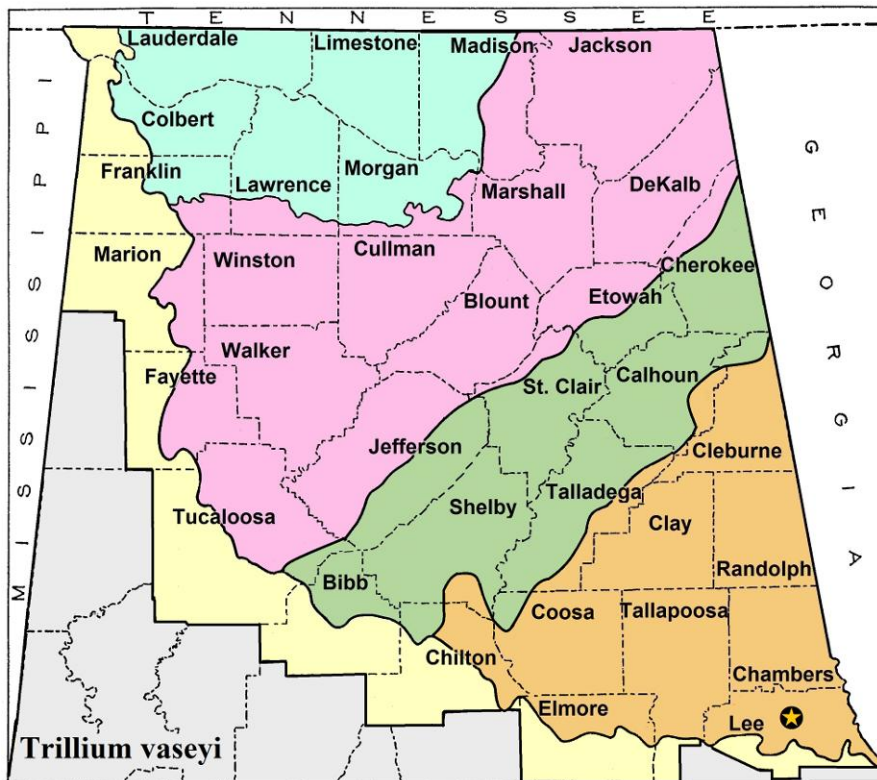 TENNESSEE
Lauderdale Limestone Madison Jackson
Colbert
Franklin Lawrence Morgan Marshall DeKalb
Marion Winston Cullman Cherokee
Blount Etowah
Walker
Fayette St. Clair Calhoun
Jefferson Cleburne
Tucaloosa Shelby Talladega
Clay
Bibb Randolph
Coosa Tallapoosa
Chilton Chambers
Elmore Lee
Trillium vaseyi
MISSISSIPPI
GEORGIA